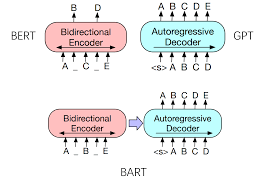 B D
BERT
Bidirectional
Encoder
A _ C _ E
A B C D E
Autoregressive
Decoder
GPT
<s> A B C D
Bidirectional
Encoder
A _ B _ E
A B C D E
Autoregressive
Decoder
<s> A B C D
BART